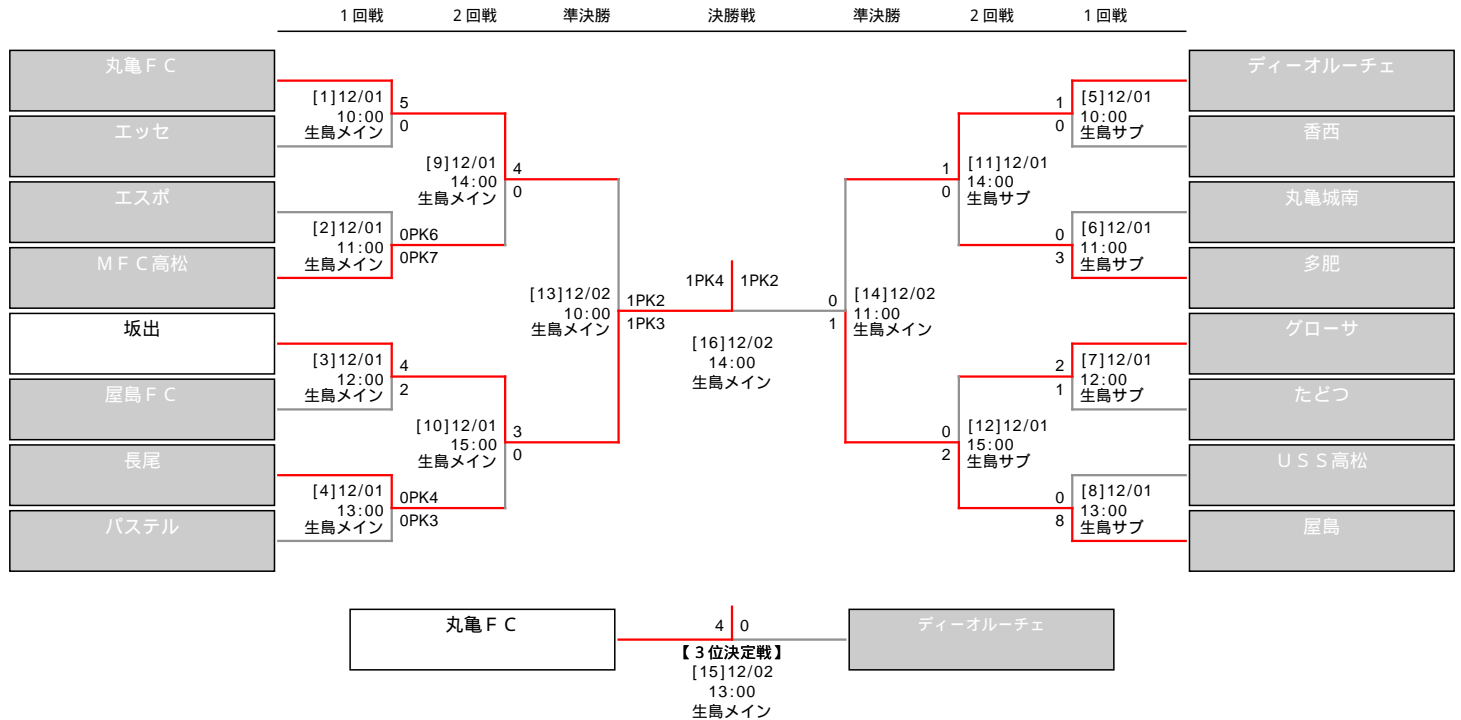 1回戦
2回戦
準決勝
決勝戦
準決勝
2回戦
1回戦
丸亀ＦＣ
エッセ
エスポ
ＭＦＣ高松
坂出
屋島ＦＣ
長尾
パステル
[1]12/01
10:00
生島メイン
5
0
[2]12/01
11:00
生島メイン
0PK6
0PK7
[3]12/01
12:00
生島メイン
4
2
[4]12/01
13:00
生島メイン
0PK4
0PK3
[9]12/01
14:00
生島メイン
4
0
[10]12/01
15:00
生島メイン
3
0
[13]12/02
10:00
生島メイン
1PK2
1PK3
1PK4
1PK2
[16]12/02
14:00
生島メイン
0
1
[14]12/02
11:00
生島メイン
1
0
[11]12/01
14:00
生島サブ
0
2
[12]12/01
15:00
生島サブ
1
0
[5]12/01
10:00
生島サブ
0
3
[6]12/01
11:00
生島サブ
2
1
[7]12/01
12:00
生島サブ
0
8
[8]12/01
13:00
生島サブ
ディーオルーチェ
香西
丸亀城南
多肥
グローサ
たどつ
ＵＳＳ高松
屋島
丸亀ＦＣ
4
0
ディーオルーチェ
【３位決定戦】
[15]12/02
13:00
生島メイン